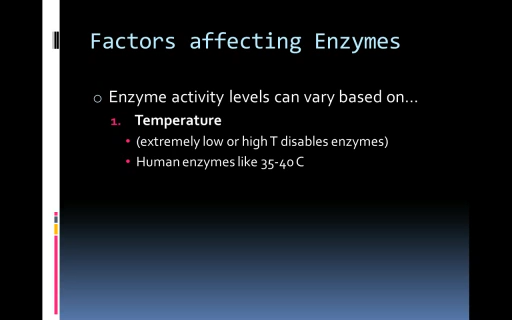 Factors affecting Enzymes
Enzyme activity levels can vary based on...
1. Temperature
• (extremely low or high T disables enzymes)
• Human enzymes like 35-40 C